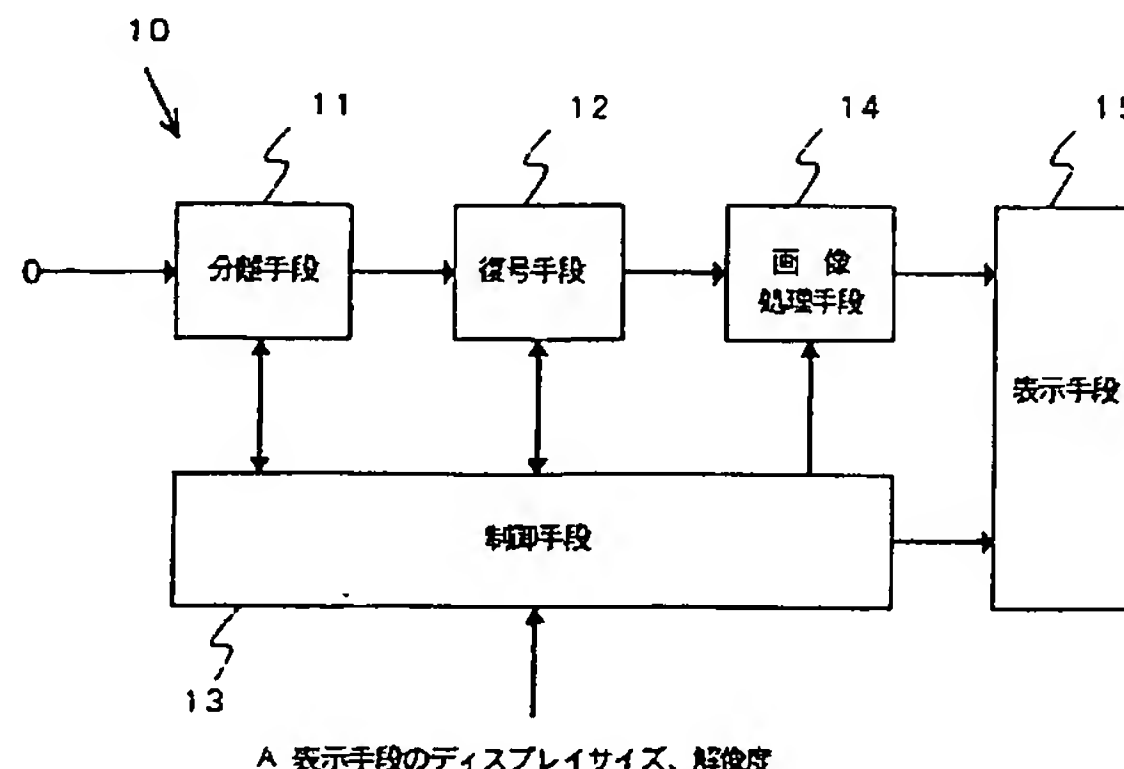 10
11
12
14
15
分離手段
復号手段
画像
処理手段
表示手段
制御手段
13
A 表示手段のディスプレイサイズ、解像度